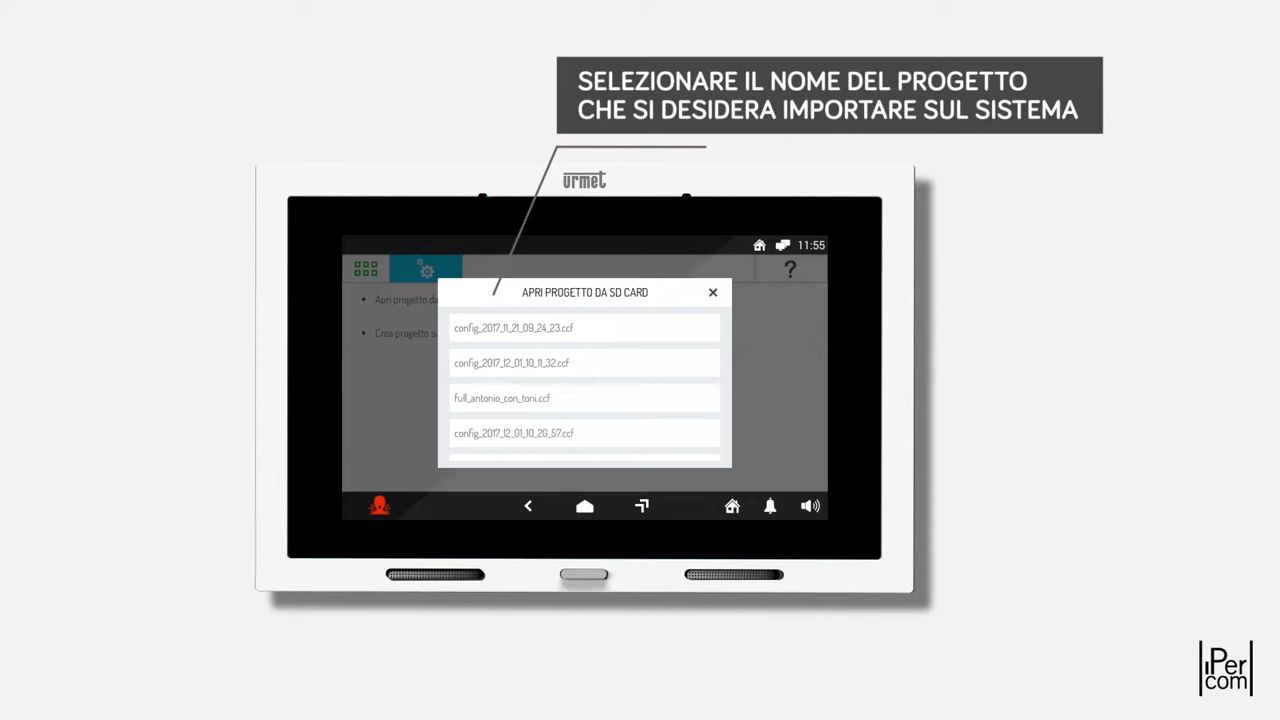 SELEZIONARE IL NOME DEL PROGETTO
CHE SI DESIDERA IMPORTARE SUL SISTEMA
urmet
11:55
?
Apri progetto da
APRI PROGETTO DA SD CARD
Crea progetto su
config_2017_11_21_09_24_23.ccf
config_2017_12_01_10_11_32.ccf
full_antonio_con_toni.ccf
config_2017_12_01_10_20_57.ccf
iPer
com